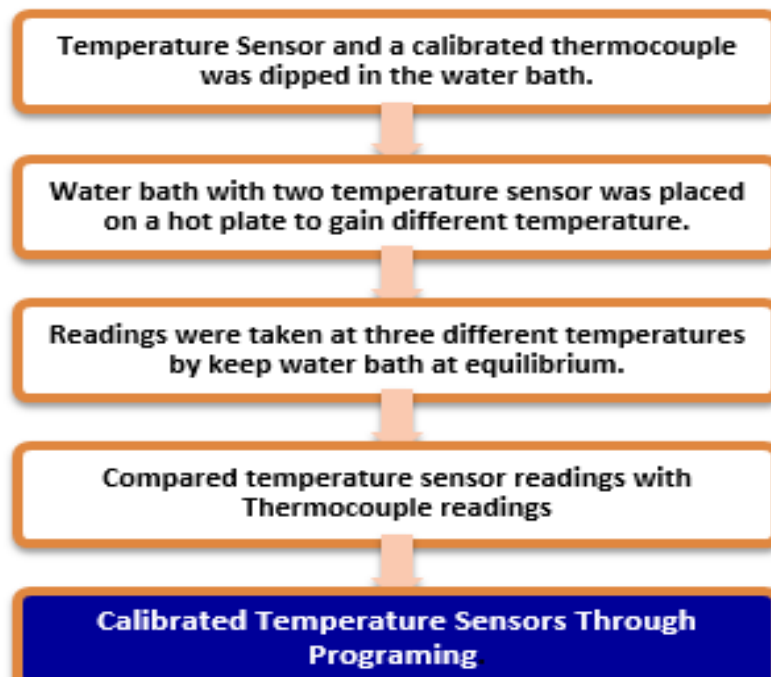 Temperature Sensor and a calibrated thermocouple
was dipped in the water bath.
Water bath with two temperature sensor was placed
on a hot plate to gain different temperature.
Readings were taken at three different temperatures
by keep water bath at equilibrium.
Compared temperature sensor readings with
Thermocouple readings
Calibrated Temperature Sensors Through
Programing.